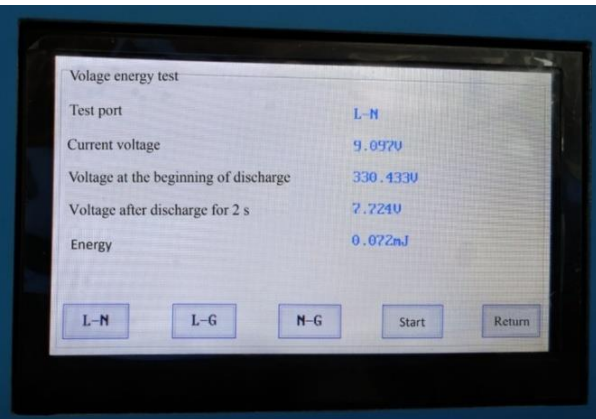 Volage energy test
Test port L-N
Current voltage 9.097V
Voltage at the beginning of discharge 330.433V
Voltage after discharge for 2 s 7.724V
Energy 0.072mJ
L-N L-G N-G Start Return